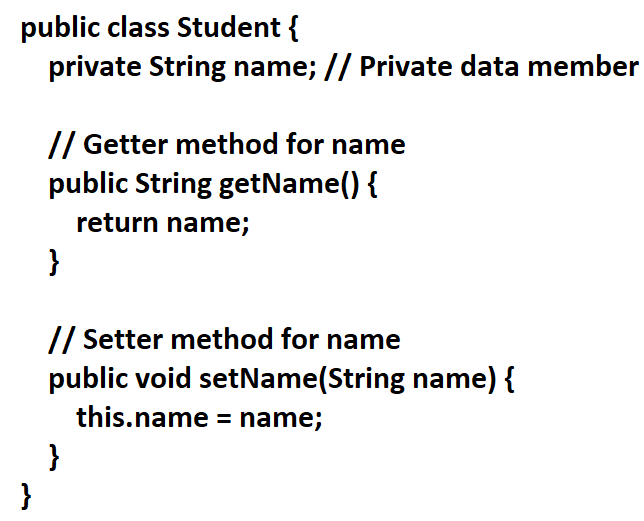 public class Student {
private String name; // Private data member
// Getter method for name
public String getName() {
return name;
}
// Setter method for name
public void setName(String name) {
this.name = name;
}
}